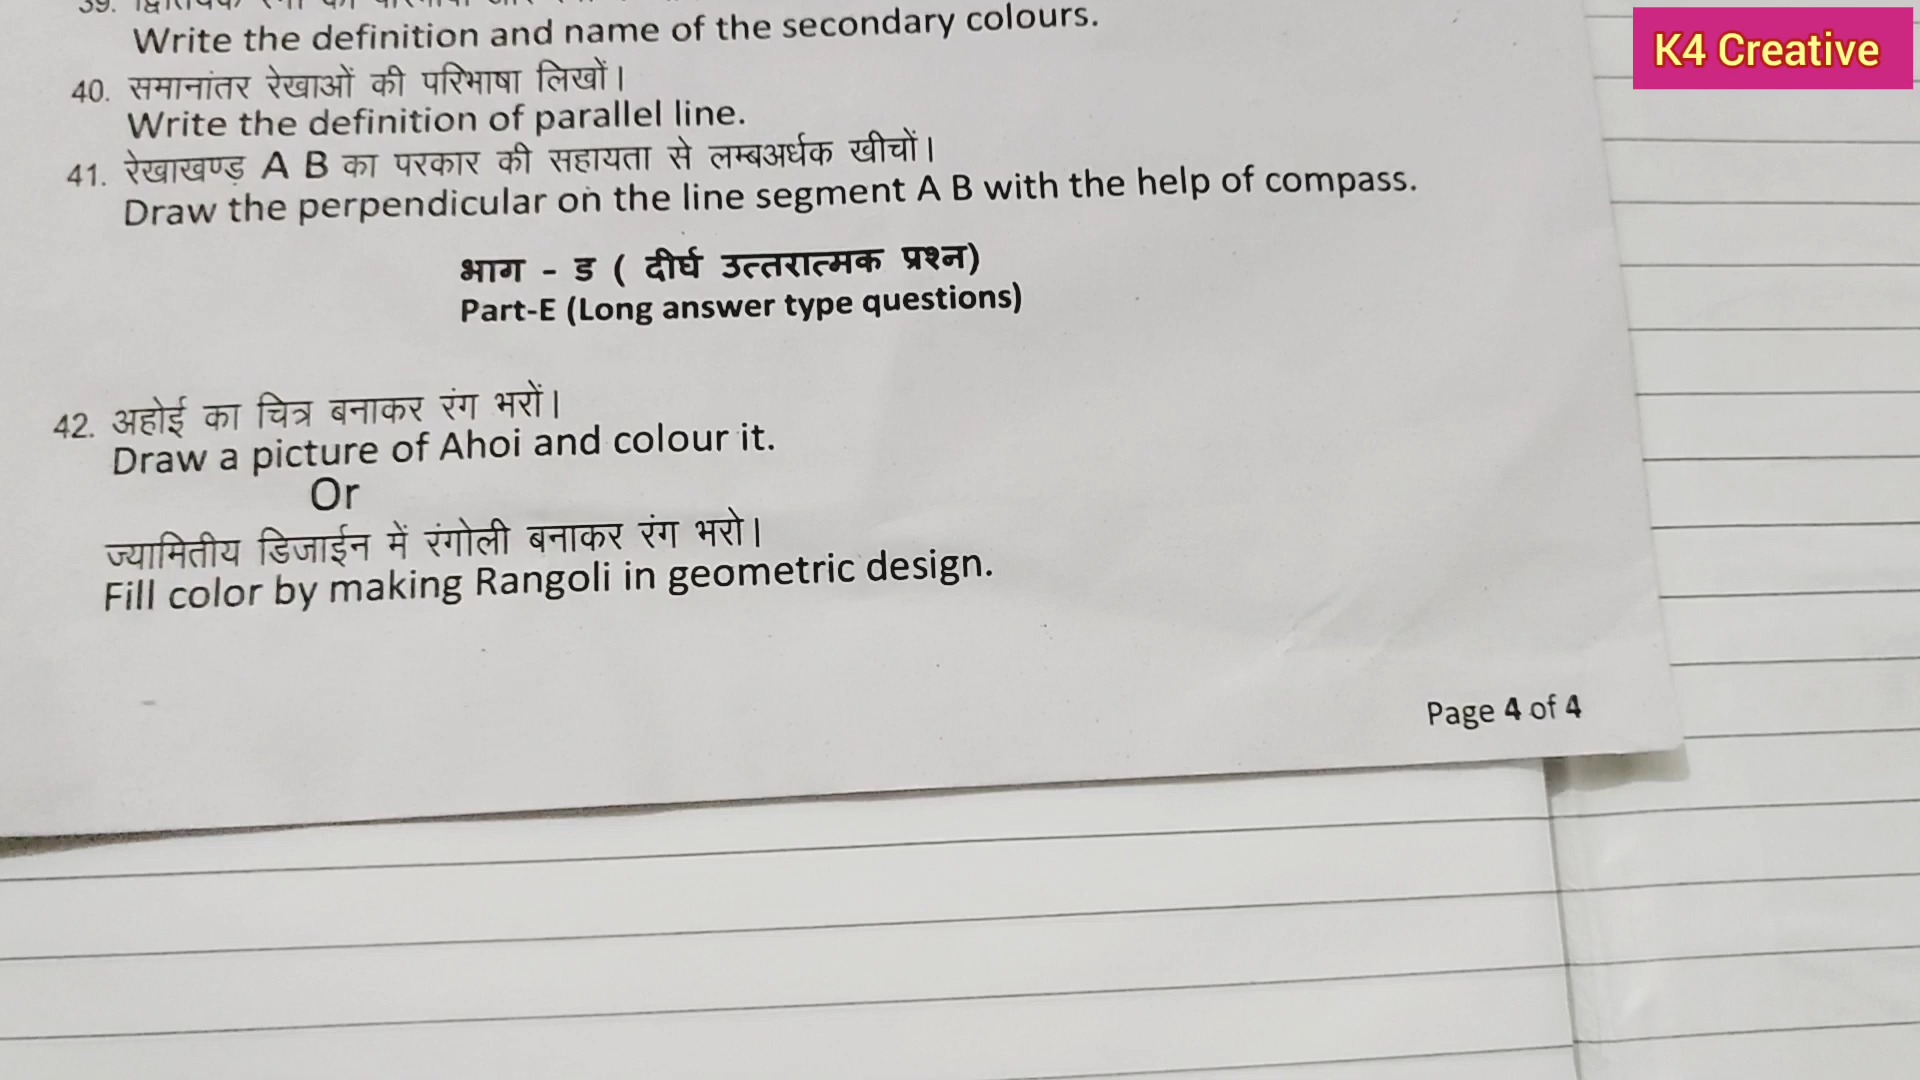 39.
Write the definition and name of the secondary colours.
K4 Creative
40. समानांतर रेखाओं की परिभाषा लिखों।
Write the definition of parallel line.
41. रेखाखण्ड़ A B का परकार की सहायता से लम्बअर्धक खीचों।
Draw the perpendicular on the line segment A B with the help of compass.
भाग - ड ( दीर्घ उत्तरात्मक प्रश्न)
Part-E (Long answer type questions)
42. अहोई का चित्र बनाकर रंग भरों।
Draw a picture of Ahoi and colour it.
Or
ज्यामितीय डिजाईन में रंगोली बनाकर रंग भरो।
Fill color by making Rangoli in geometric design.
Page 4 of 4